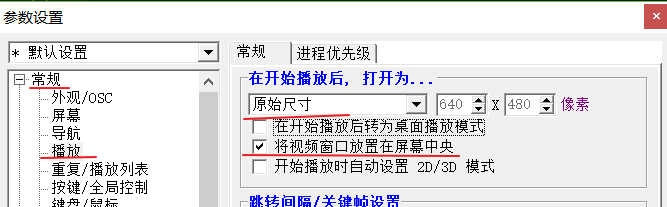 参数设置
* 默认设置
常规
外观/OSC
屏幕
导航
播放
重复/播放列表
按键/全局控制
键盘/鼠标
常规 进程优先级
在开始播放后, 打开为...
原始尺寸 640 X 480 像素
在开始播放后转为桌面播放模式
将视频窗口放置在屏幕中央
开始播放时自动设置 2D/3D 模式
跳转间隔/关键帧设置